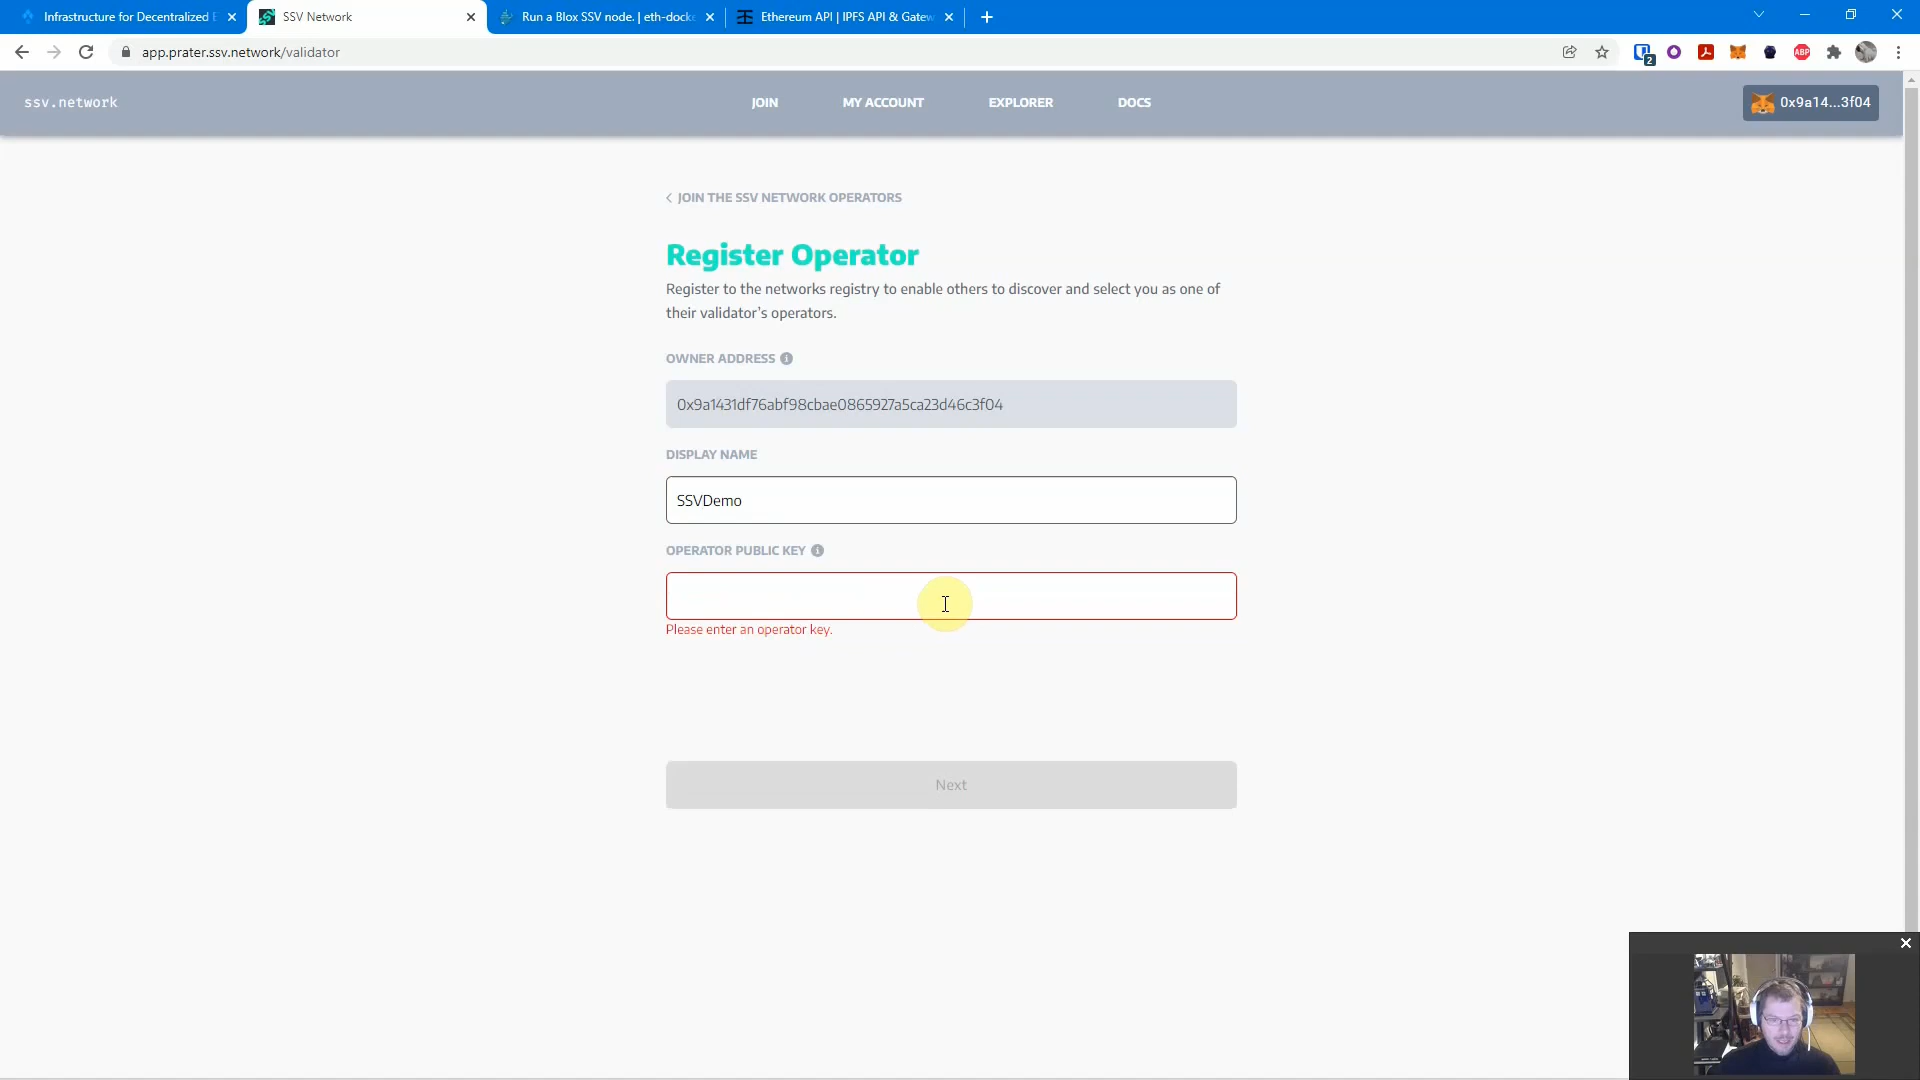 Infrastructure for Decentralized E
SSV Network
Run a Blox SSV node. | eth-docke
Ethereum API | IPFS API & Gatew
app.prater.ssv.network/validator
2
ABP
ssv.network
JOIN
MY ACCOUNT
EXPLORER
DOCS
0x9a14...3f04
JOIN THE SSV NETWORK OPERATORS
Register Operator
Register to the networks registry to enable others to discover and select you as one of
their validator's operators.
OWNER ADDRESS
0x9a1431df76abf98cbae0865927a5ca23d46c3f04
DISPLAY NAME
SSVDemo
OPERATOR PUBLIC KEY
Please enter an operator key.
Next